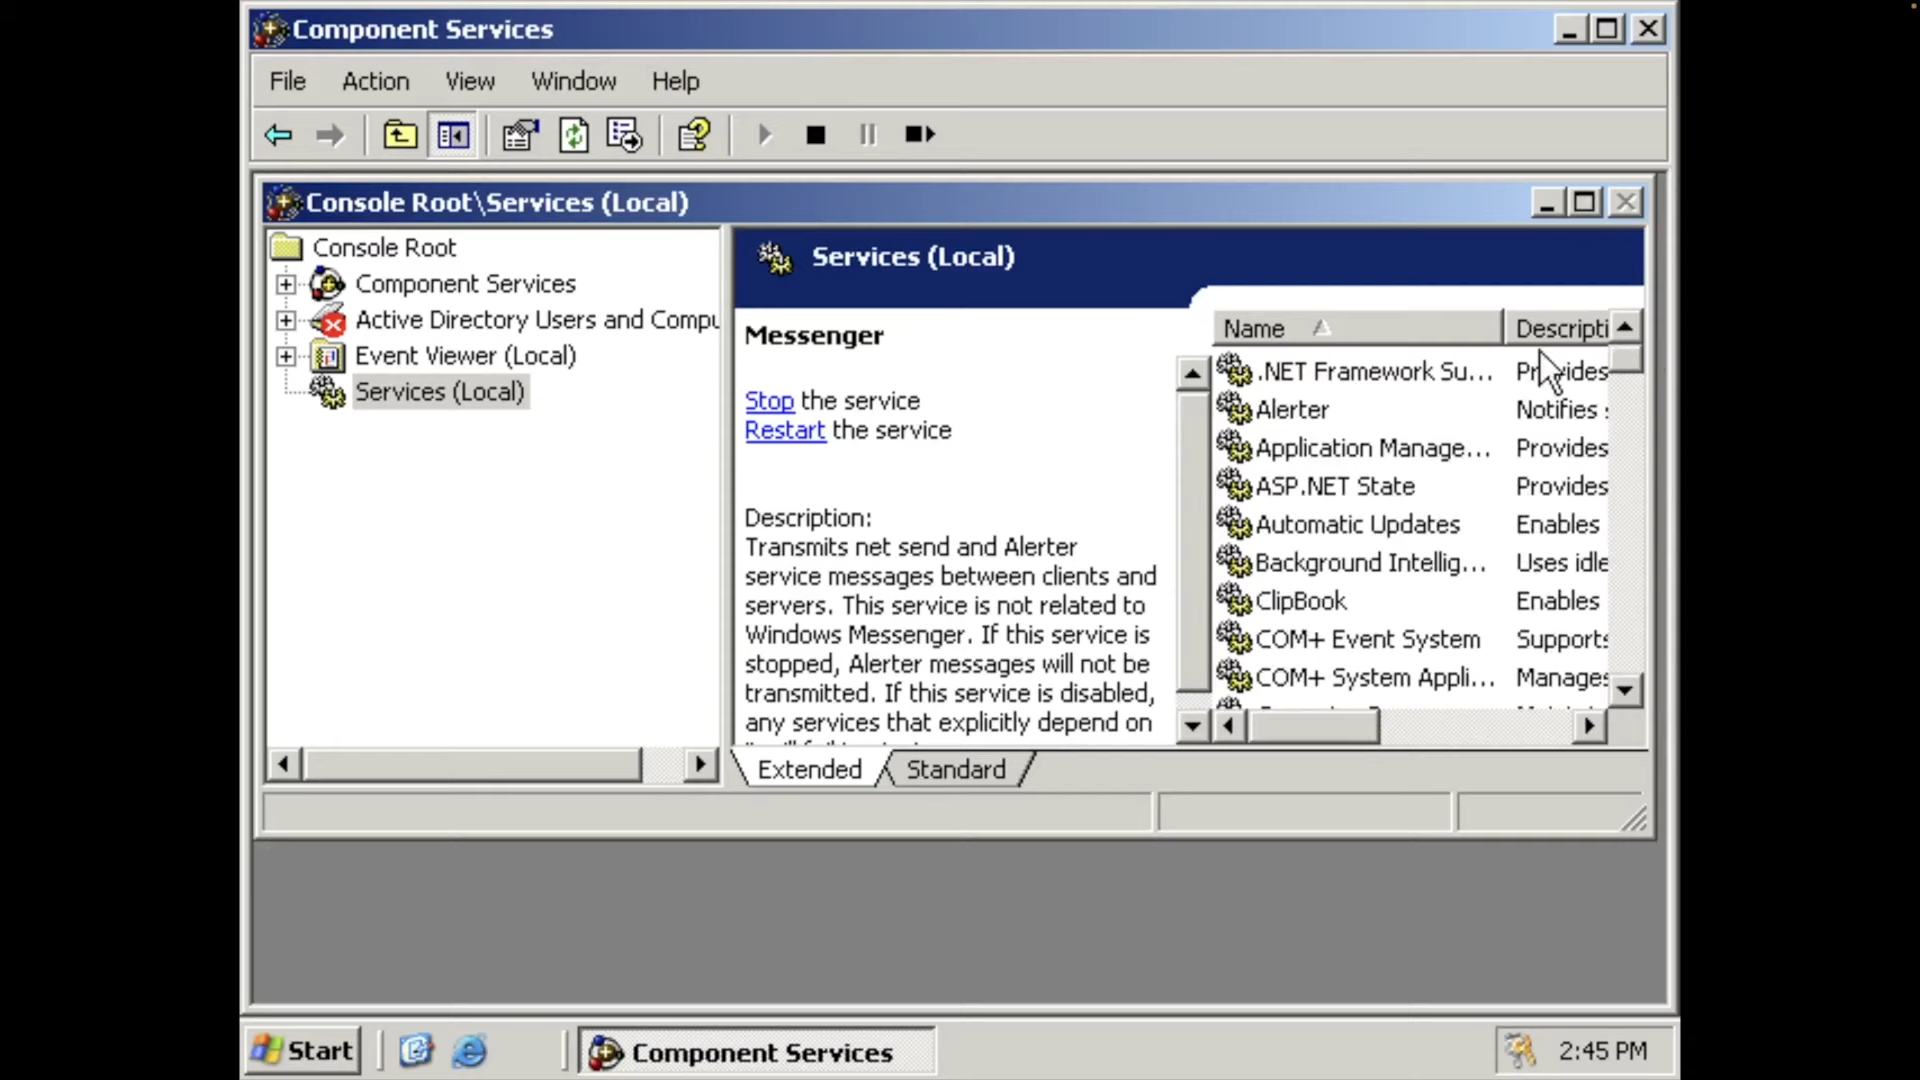 Component Services
File Action View Window Help
Console Root\Services (Local)
Console Root
Component Services
Active Directory Users and Compu
Event Viewer (Local)
Services (Local)
Services (Local)
Messenger
Stop the service
Restart the service
Description:
Transmits net send and Alerter
service messages between clients and
servers. This service is not related to
Windows Messenger. If this service is
stopped, Alerter messages will not be
transmitted. If this service is disabled,
any services that explicitly depend on
Name Descripti
.NET Framework Su... Provides
Alerter Notifies
Application Manage... Provides
ASP.NET State Provides
Automatic Updates Enables
Background Intellig... Uses idle
ClipBook Enables
COM+ Event System Supports
COM+ System Appli... Manages
Extended Standard
Start Component Services 2:45 PM